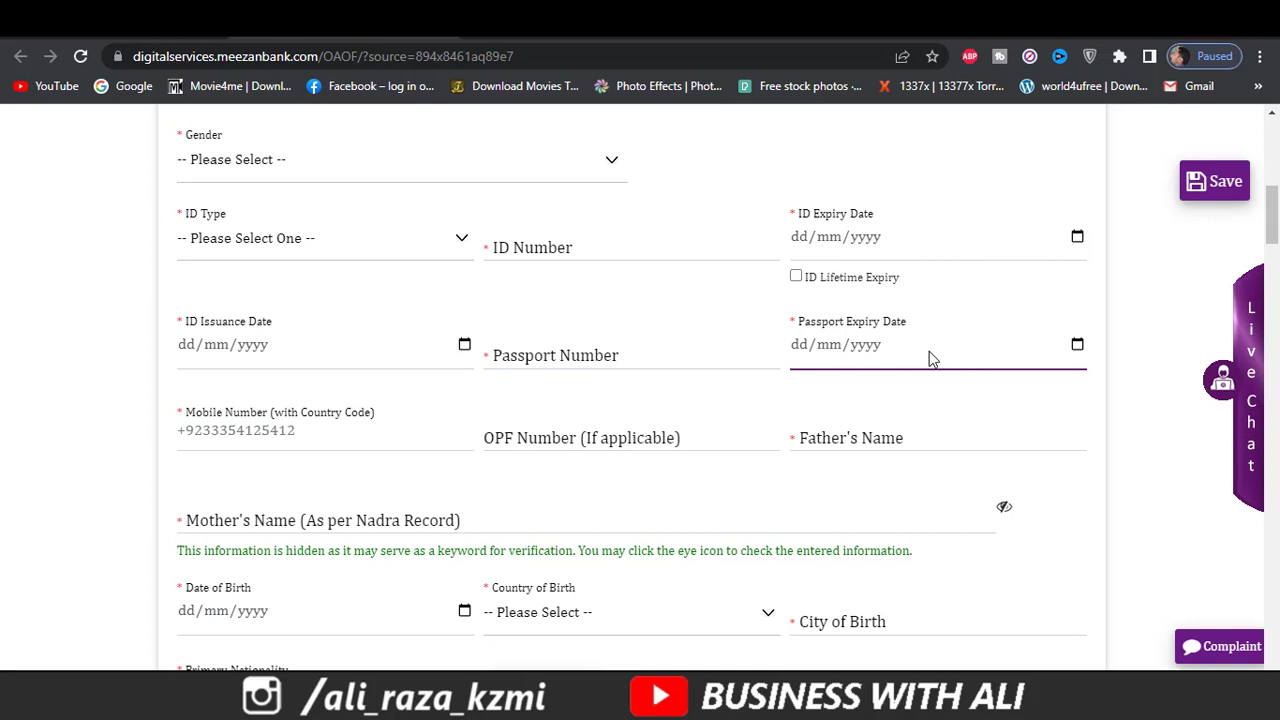 digitalservices.meezanbank.com/OAOF/?source=894x8461aq89e7
ABP
Paused
YouTube
Google
Movie4me | Downl...
Facebook – log in o...
Download Movies T...
Photo Effects | Phot...
Free stock photos -...
1337x | 13377x Torr...
world4ufree | Down...
Gmail
»
* Gender
-- Please Select --
Save
* ID Type
-- Please Select One --
* ID Number
* ID Expiry Date
dd/mm/yyyy
ID Lifetime Expiry
* ID Issuance Date
dd/mm/yyyy
* Passport Number
* Passport Expiry Date
dd/mm/yyyy
Live Chat
* Mobile Number (with Country Code)
+9233354125412
OPF Number (If applicable)
* Father's Name
* Mother's Name (As per Nadra Record)
This information is hidden as it may serve as a keyword for verification. You may click the eye icon to check the entered information.
* Date of Birth
dd/mm/yyyy
* Country of Birth
-- Please Select --
* City of Birth
Complaint
* Primary Nationality
/ali_raza_kzmi
BUSINESS WITH ALI